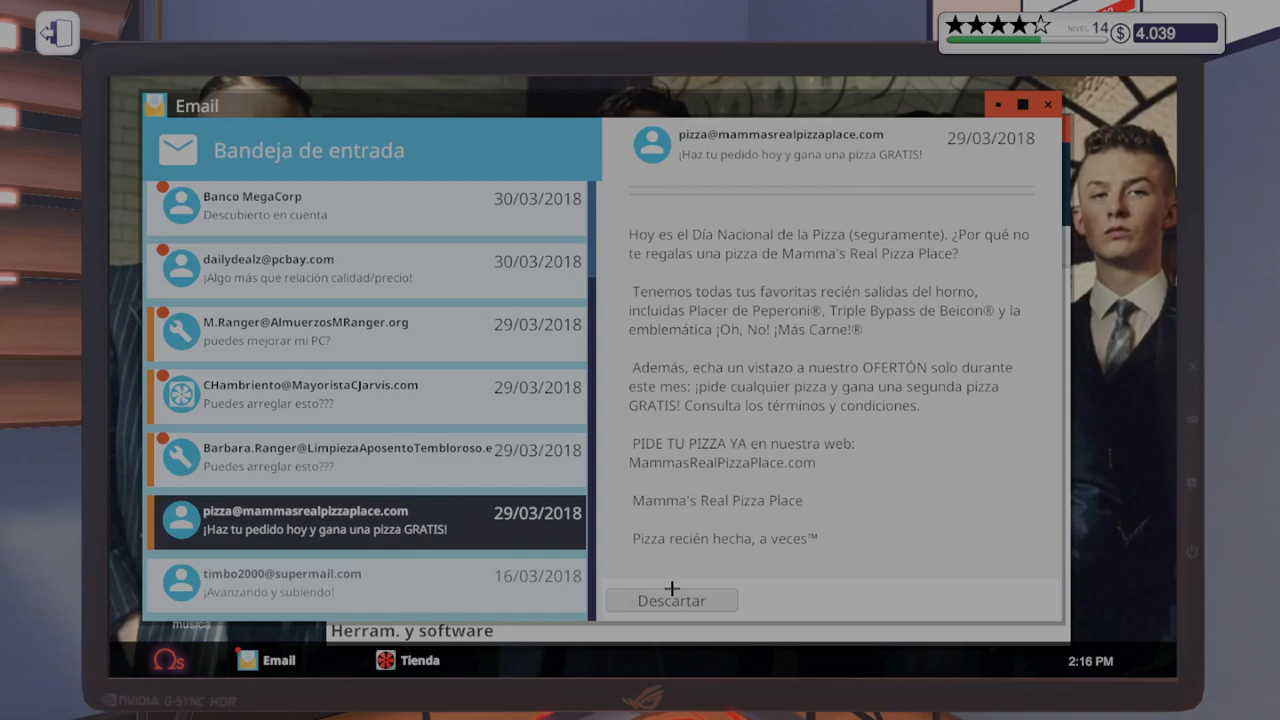 NIVEL 14
$ 4.039
Email
Bandeja de entrada
Banco MegaCorp
30/03/2018
Descubierto en cuenta
dailydealz@pcbay.com
30/03/2018
¡Algo más que relación calidad/precio!
M.Ranger@AlmuerzosMRanger.org
29/03/2018
puedes mejorar mi PC?
CHambriento@MayoristaCJarvis.com
29/03/2018
Puedes arreglar esto???
Barbara.Ranger@LimpiezaAposentoTembloroso.e
29/03/2018
Puedes arreglar esto???
pizza@mammasrealpizzaplace.com
29/03/2018
¡Haz tu pedido hoy y gana una pizza GRATIS!
timbo2000@supermail.com
16/03/2018
¡Avanzando y subiendo!
pizza@mammasrealpizzaplace.com
29/03/2018
¡Haz tu pedido hoy y gana una pizza GRATIS!
Hoy es el Día Nacional de la Pizza (seguramente). ¿Por qué no
te regalas una pizza de Mamma's Real Pizza Place?
Tenemos todas tus favoritas recién salidas del horno,
incluidas Placer de Peperoni®, Triple Bypass de Beicon® y la
emblemática ¡Oh, No! ¡Más Carne!®
Además, echa un vistazo a nuestro OFERTÓN solo durante
este mes: ¡pide cualquier pizza y gana una segunda pizza
GRATIS! Consulta los términos y condiciones.
PIDE TU PIZZA YA en nuestra web:
MammasRealPizzaPlace.com
Mamma's Real Pizza Place
Pizza recién hecha, a veces™
Descartar
música
Herram. y software
Ωs
Email
Tienda
2:16 PM
NVIDIA G-SYNC HDR